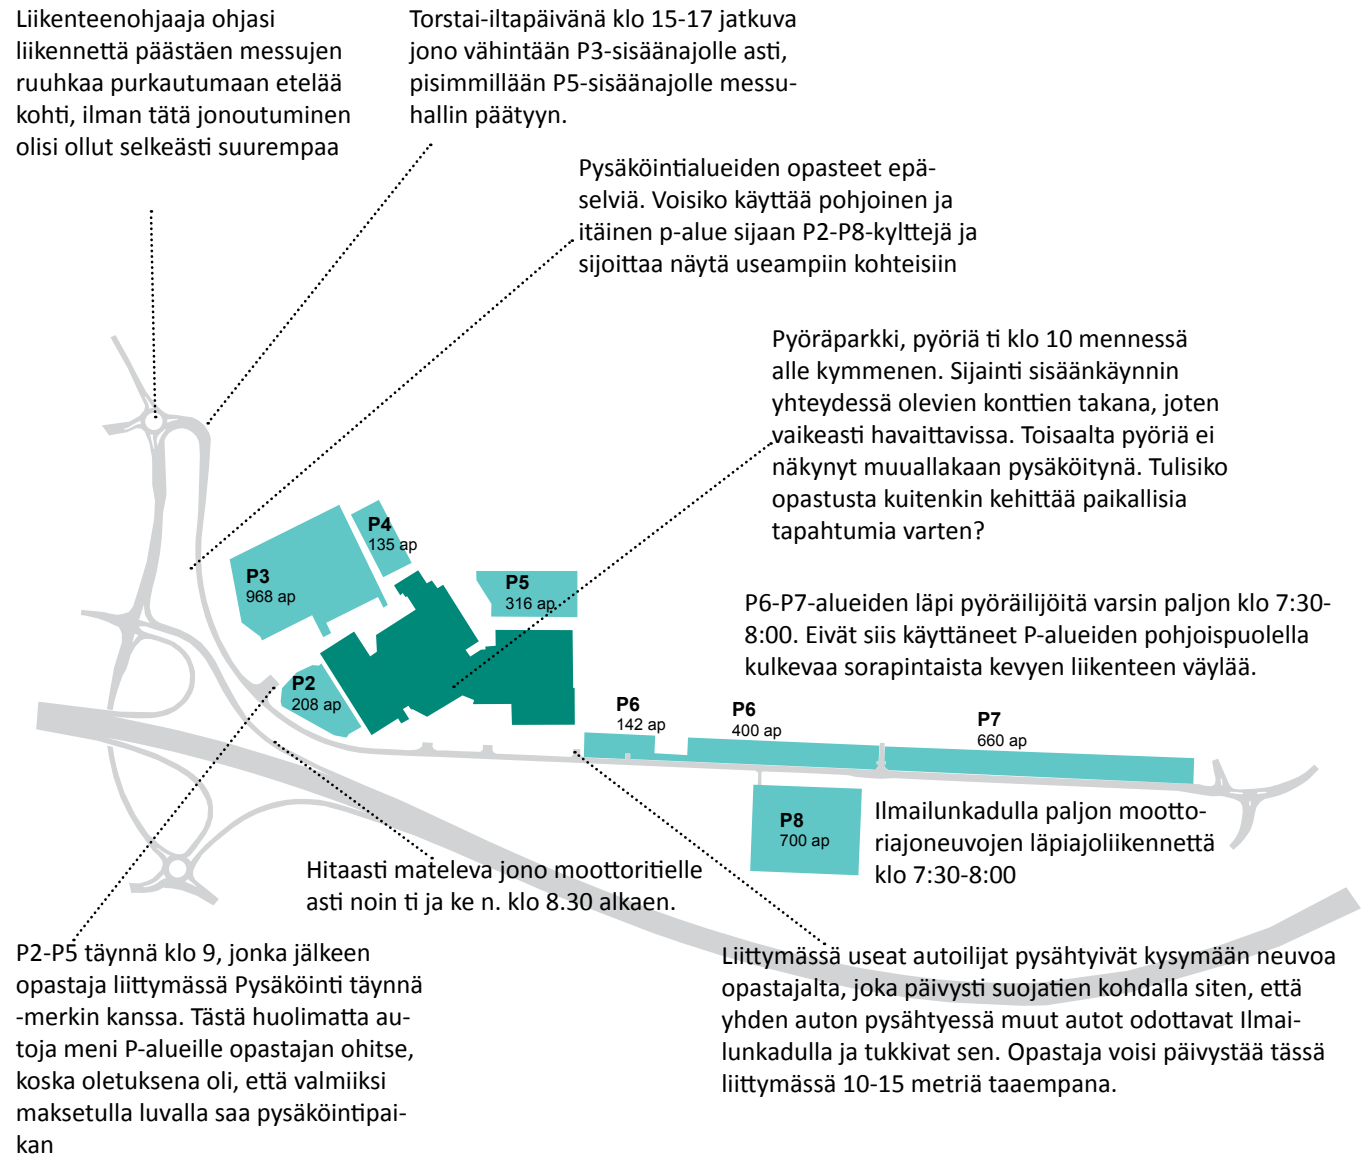 Liikenteenohjaaja ohjasi
liikennettä päästäen messujen
ruuhkaa purkautumaan etelää
kohti, ilman tätä jonoutuminen
olisi ollut selkeästi suurempaa
Torstai-iltapäivänä klo 15-17 jatkuva
jono vähintään P3-sisäänajolle asti,
pisimmillään P5-sisäänajolle messu-
hallin päätyyn.
Pysäköintialueiden opasteet epä-
selviä. Voisiko käyttää pohjoinen ja
itäinen p-alue sijaan P2-P8-kylttejä ja
sijoittaa näytä useampiin kohteisiin
Pyöräparkki, pyöriä ti klo 10 mennessä
alle kymmenen. Sijainti sisäänkäynnin
yhteydessä olevien konttien takana, joten
vaikeasti havaittavissa. Toisaalta pyöriä ei
näkynyt muuallakaan pysäköitynä. Tulisiko
opastusta kuitenkin kehittää paikallisia
tapahtumia varten?
P4
135 ap
P3
968 ap
P5
316 ap
P6-P7-alueiden läpi pyöräilijöitä varsin paljon klo 7:30-
8:00. Eivät siis käyttäneet P-alueiden pohjoispuolella
kulkevaa sorapintaista kevyen liikenteen väylää.
P2
208 ap
P6
142 ap
P6
400 ap
P7
660 ap
P8
700 ap
Ilmailunkadulla paljon mootto-
riajoneuvojen läpiajoliikennettä
klo 7:30-8:00
Hitaasti mateleva jono moottoritielle
asti noin ti ja ke n. klo 8.30 alkaen.
P2-P5 täynnä klo 9, jonka jälkeen
opastaja liittymässä Pysäköinti täynnä
-merkin kanssa. Tästä huolimatta au-
toja meni P-alueille opastajan ohitse,
koska oletuksena oli, että valmiiksi
maksetulla luvalla saa pysäköintipai-
kan
Liittymässä useat autoilijat pysähtyivät kysymään neuvoa
opastajalta, joka päivysti suojatien kohdalla siten, että
yhden auton pysähtyessä muut autot odottavat Ilmai-
lunkadulla ja tukkivat sen. Opastaja voisi päivystää tässä
liittymässä 10-15 metriä taaempana.